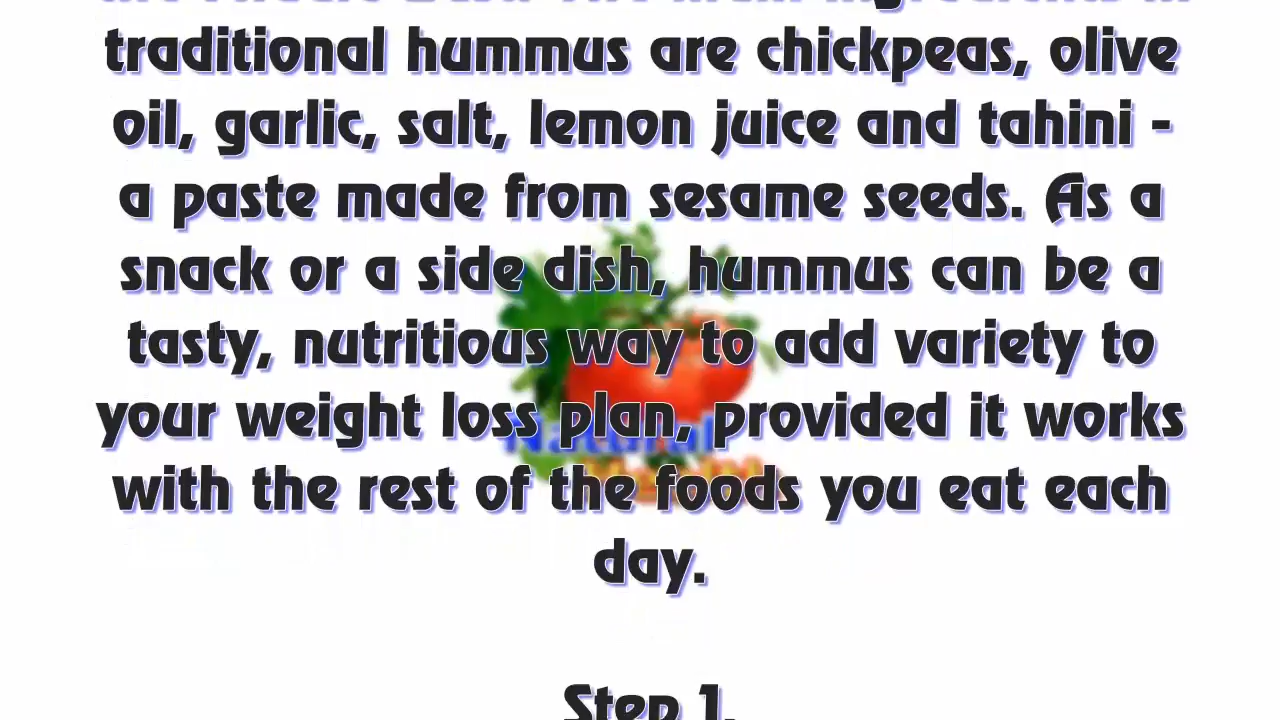 traditional hummus are chickpeas, olive
oil, garlic, salt, lemon juice and tahini -
a paste made from sesame seeds. As a
snack or a side dish, hummus can be a
tasty, nutritious way to add variety to
your weight loss plan, provided it works
Natural
with the rest of the foods you eat each
day.
Step 1.